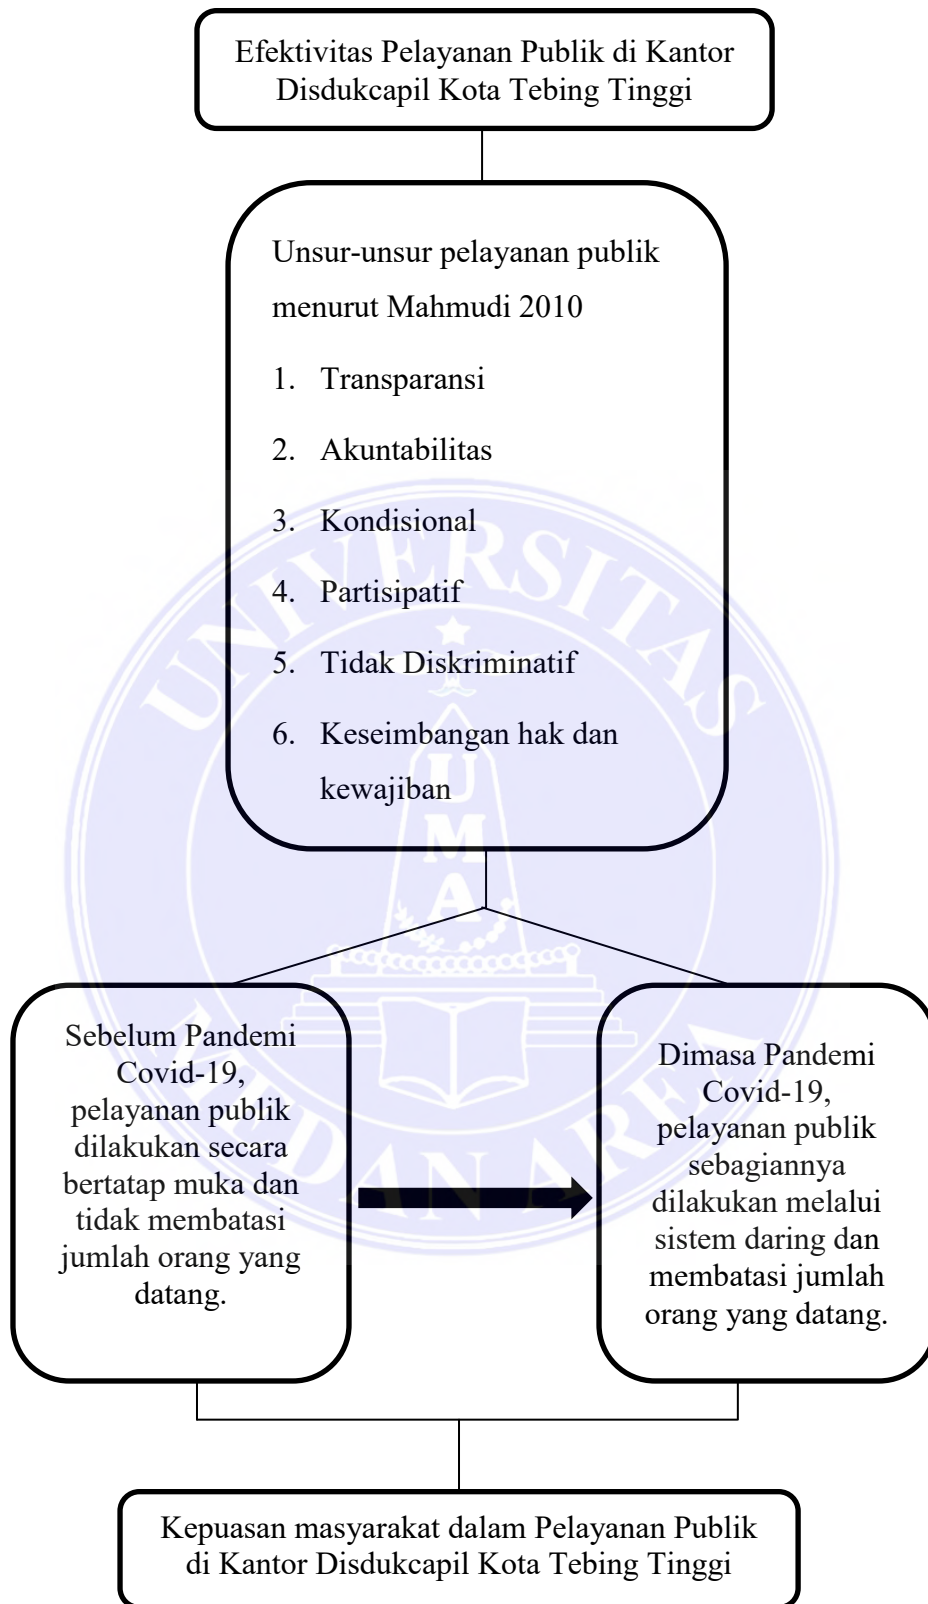 Efektivitas Pelayanan Publik di Kantor
Disdukcapil Kota Tebing Tinggi
Unsur-unsur pelayanan publik
menurut Mahmudi 2010
1. Transparansi
2. Akuntabilitas
3. Kondisional
4. Partisipatif
5. Tidak Diskriminatif
6. Keseimbangan hak dan
kewajiban
UNIVERSITAS
UMA
MEDAN AREA
Sebelum Pandemi
Covid-19,
pelayanan publik
dilakukan secara
bertatap muka dan
tidak membatasi
jumlah orang yang
datang.
Dimasa Pandemi
Covid-19,
pelayanan publik
sebagiannya
dilakukan melalui
sistem daring dan
membatasi jumlah
orang yang datang.
Kepuasan masyarakat dalam Pelayanan Publik
di Kantor Disdukcapil Kota Tebing Tinggi